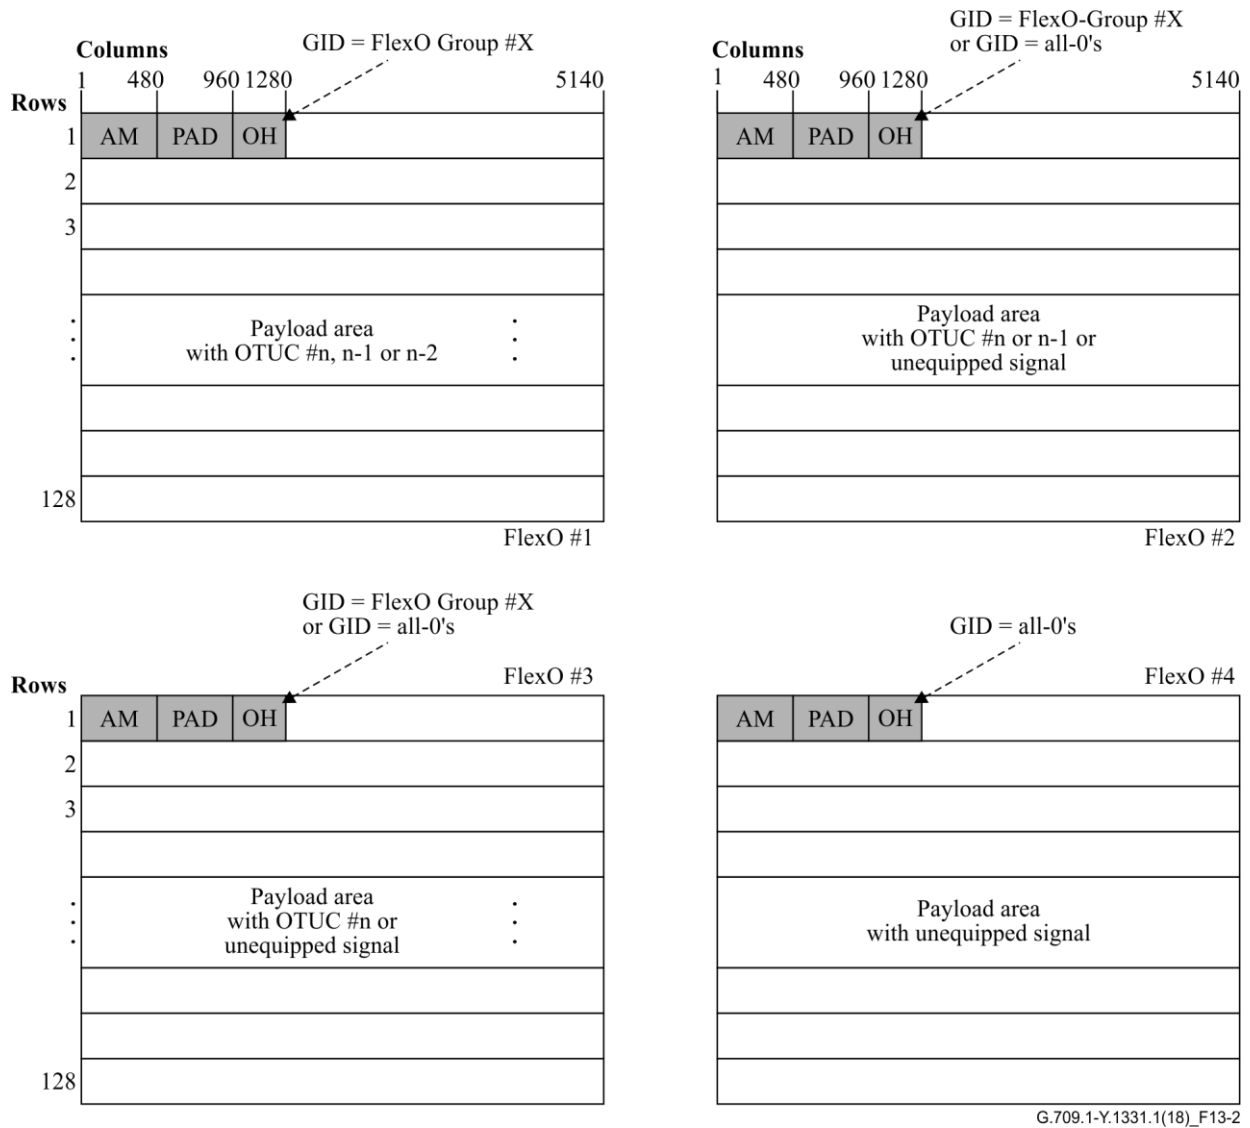 GID = FlexO Group #X
Columns
1 480 960 1280 5140
Rows
1 AM PAD OH
2
3
Payload area
with OTUC #n, n-1 or n-2
128
FlexO #1
GID = FlexO-Group #X
or GID = all-0's
Columns
1 480 960 1280 5140
AM PAD OH
Payload area
with OTUC #n or n-1 or
unequipped signal
FlexO #2
GID = FlexO Group #X
or GID = all-0's
FlexO #3
Rows
1 AM PAD OH
2
3
Payload area
with OTUC #n or
unequipped signal
128
GID = all-0's
FlexO #4
AM PAD OH
Payload area
with unequipped signal
G.709.1-Y.1331.1(18)_F13-2